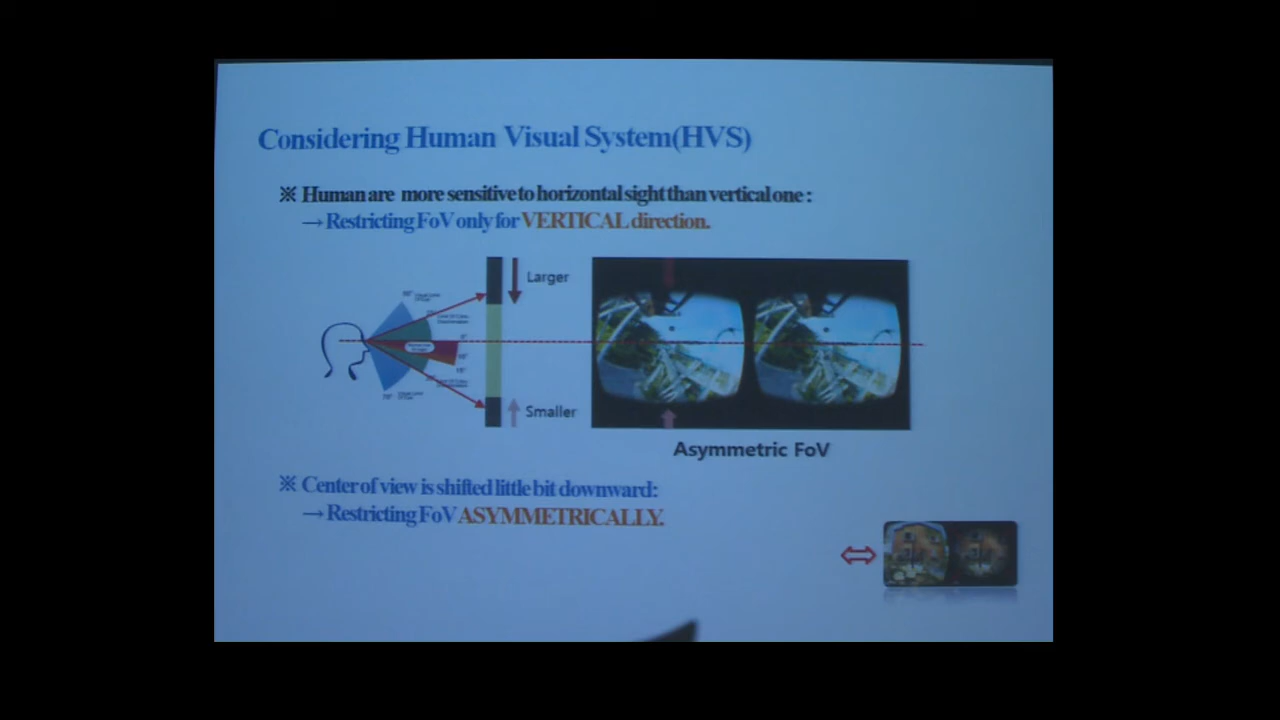 Considering Human Visual System(HVS)
※ Human are more sensitive to horizontal sight than vertical one :
→ Restricting FoV only for VERTICAL direction.
Larger
Smaller
Asymmetric FoV
※ Center of view is shifted little bit downward:
→ Restricting FoV ASYMMETRICALLY.